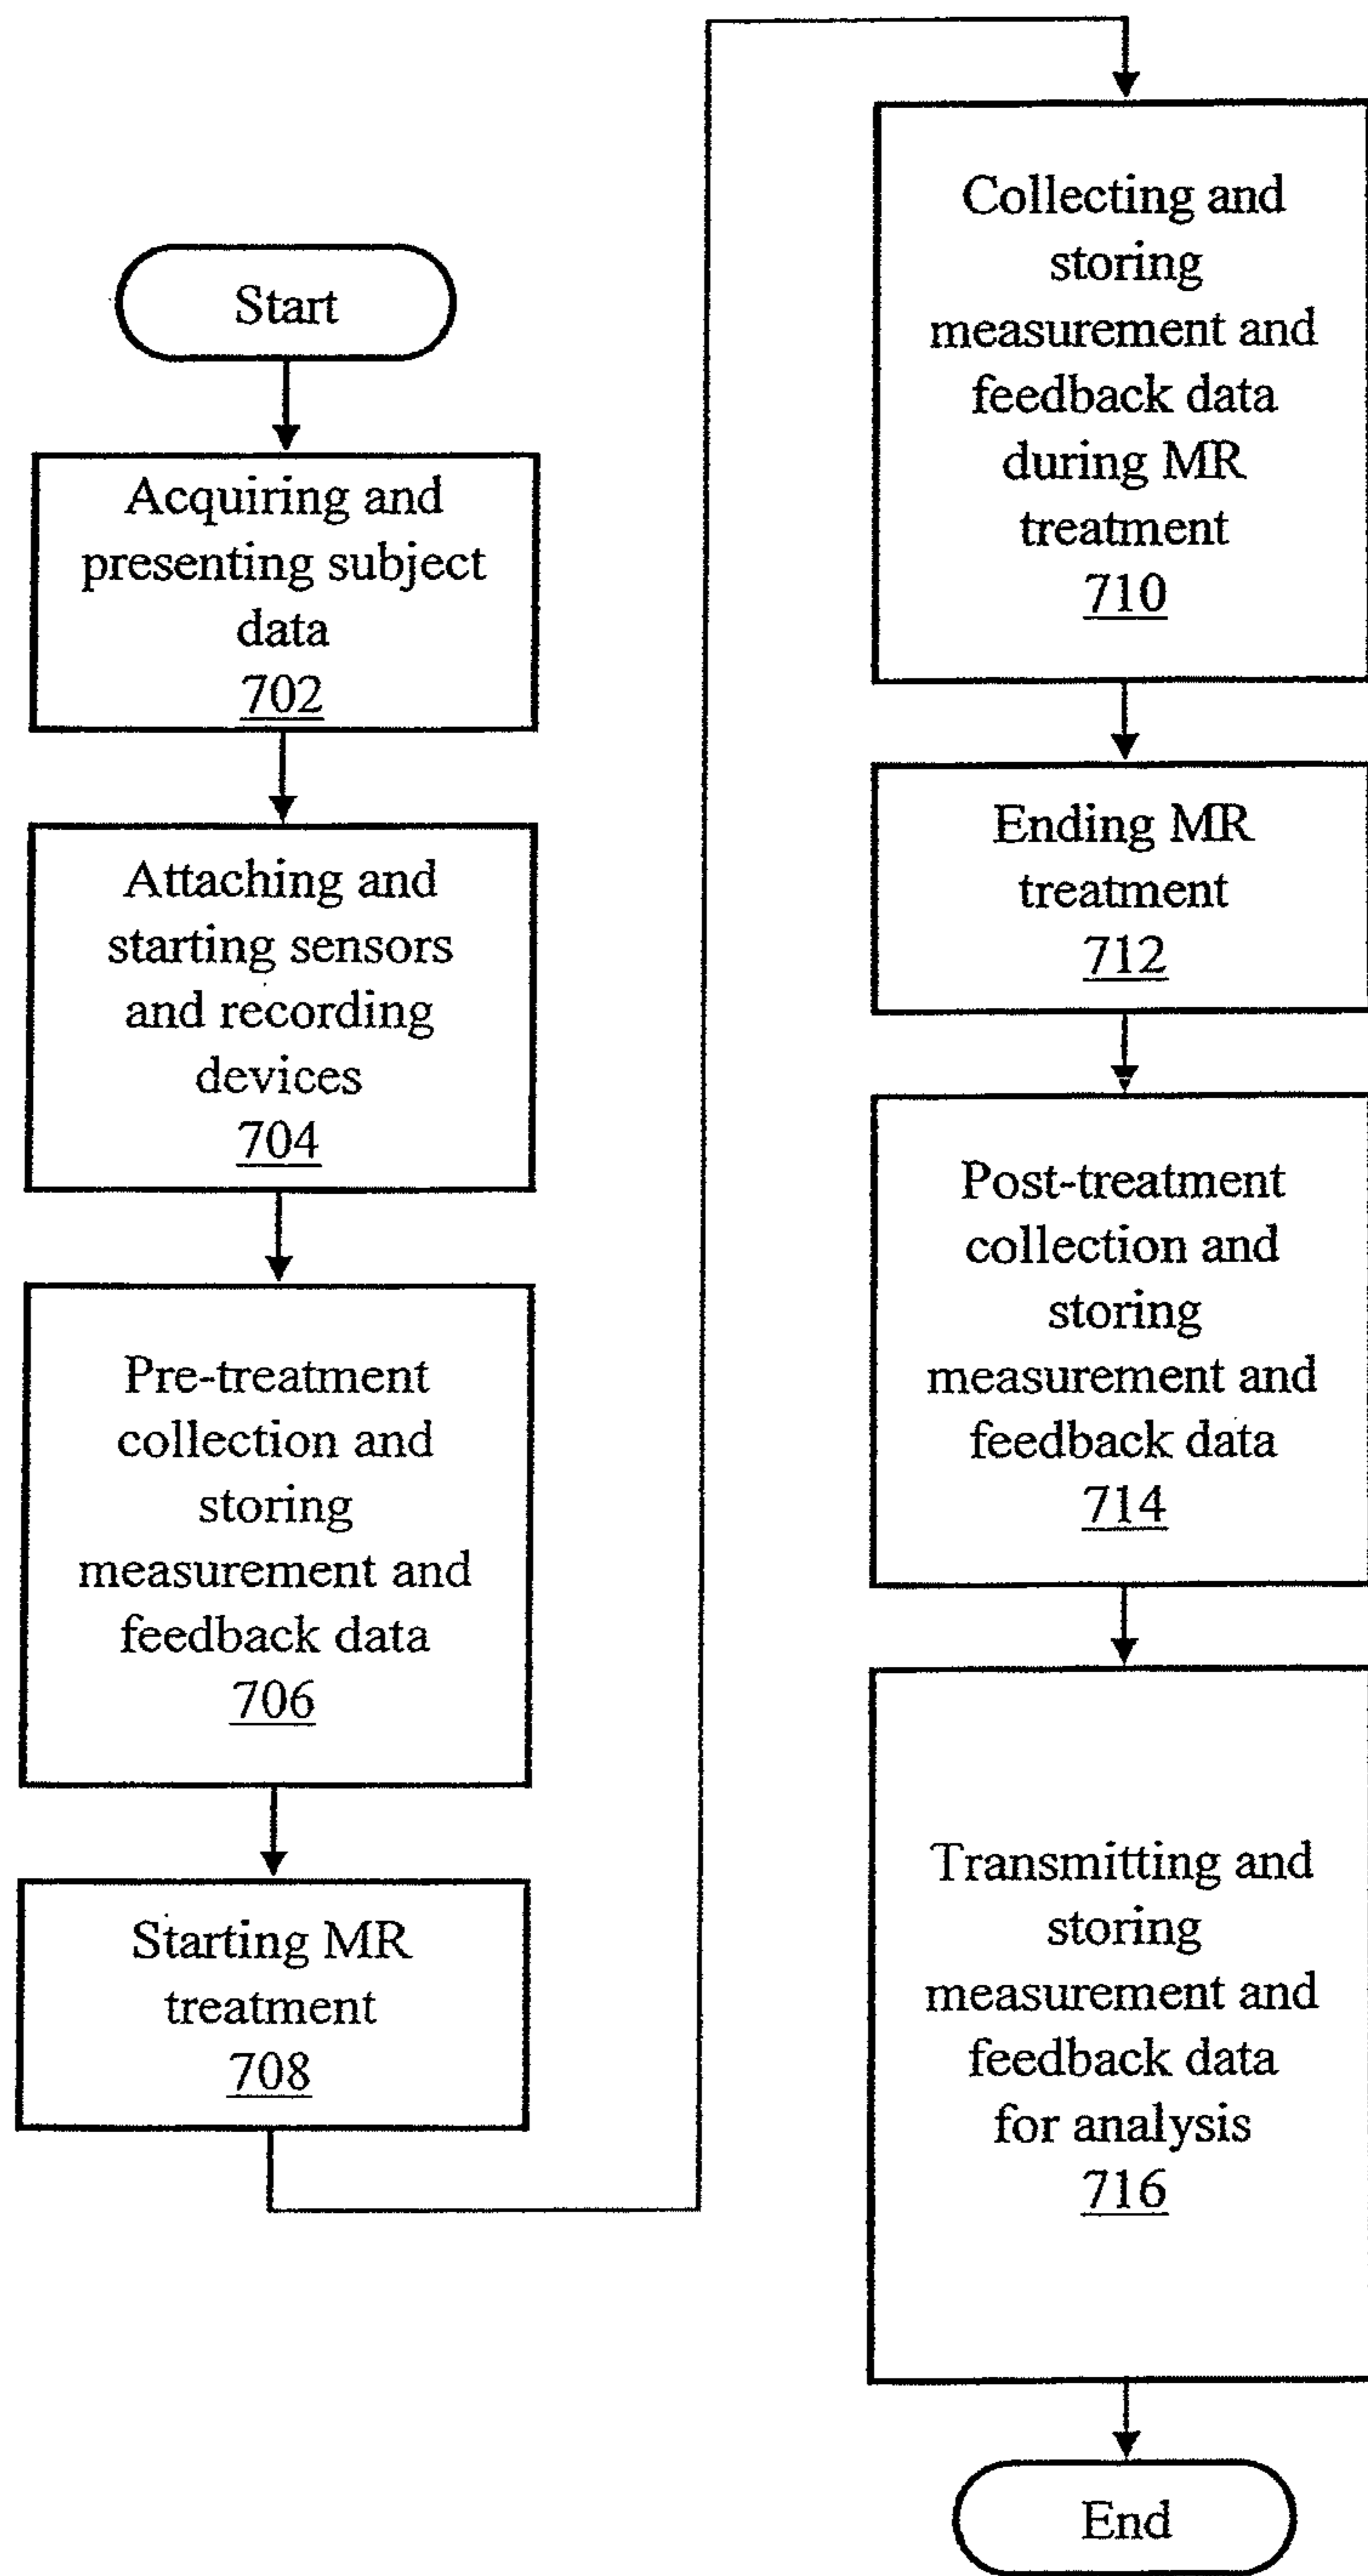 Start
Acquiring and
presenting subject
data
702
Attaching and
starting sensors
and recording
devices
704
Pre-treatment
collection and
storing
measurement and
feedback data
706
Starting MR
treatment
708
Collecting and
storing
measurement and
feedback data
during MR
treatment
710
Ending MR
treatment
712
Post-treatment
collection and
storing
measurement and
feedback data
714
Transmitting and
storing
measurement and
feedback data
for analysis
716
End